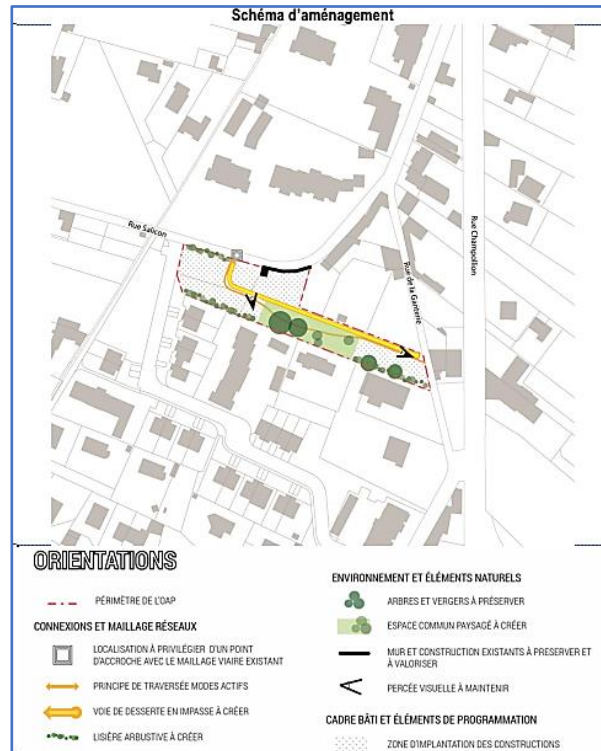 Schéma d'aménagement
Rue Salicon
Rue de la Ganterie
Rue Champollion
ORIENTATIONS
PÉRIMÈTRE DE L'OAP
CONNEXIONS ET MAILLAGE RÉSEAUX
LOCALISATION À PRIVILÉGIER D'UN POINT
D'ACCROCHE AVEC LE MAILLAGE VIAIRE EXISTANT
PRINCIPE DE TRAVERSÉE MODES ACTIFS
VOIE DE DESSERTE EN IMPASSE À CRÉER
LISIÈRE ARBUSTIVE À CRÉER
ENVIRONNEMENT ET ÉLÉMENTS NATURELS
ARBRES ET VERGERS À PRÉSERVER
ESPACE COMMUN PAYSAGÉ À CRÉER
MUR ET CONSTRUCTION EXISTANTS À PRESERVER ET
À VALORISER
PERCÉE VISUELLE À MAINTENIR
CADRE BÂTI ET ÉLÉMENTS DE PROGRAMMATION
ZONE D'IMPLANTATION DES CONSTRUCTIONS